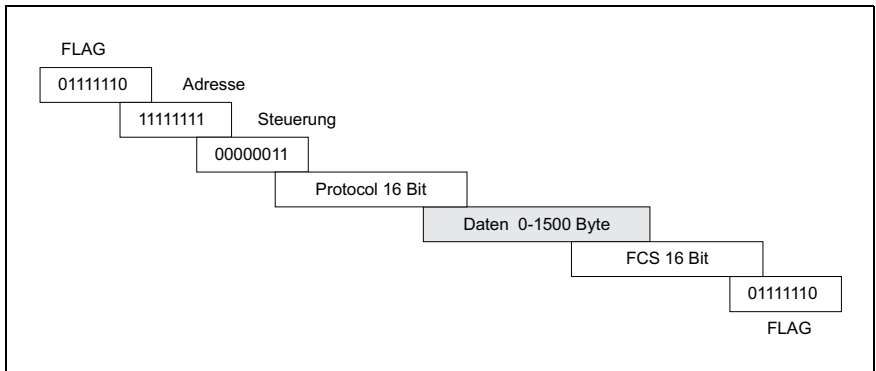 FLAG
01111110
Adresse
11111111
Steuerung
00000011
Protocol 16 Bit
Daten 0-1500 Byte
FCS 16 Bit
01111110
FLAG